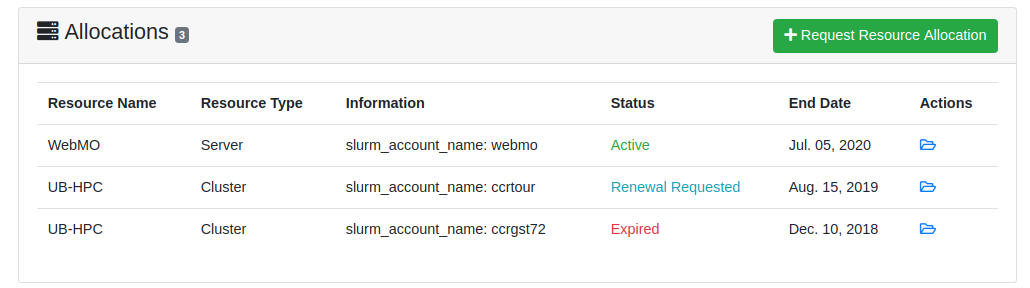 Allocations 3
Request Resource Allocation
Resource Name Resource Type Information Status End Date Actions
WebMO Server slurm_account_name: webmo Active Jul. 05, 2020
UB-HPC Cluster slurm_account_name: ccrtour Renewal Requested Aug. 15, 2019
UB-HPC Cluster slurm_account_name: ccrgst72 Expired Dec. 10, 2018